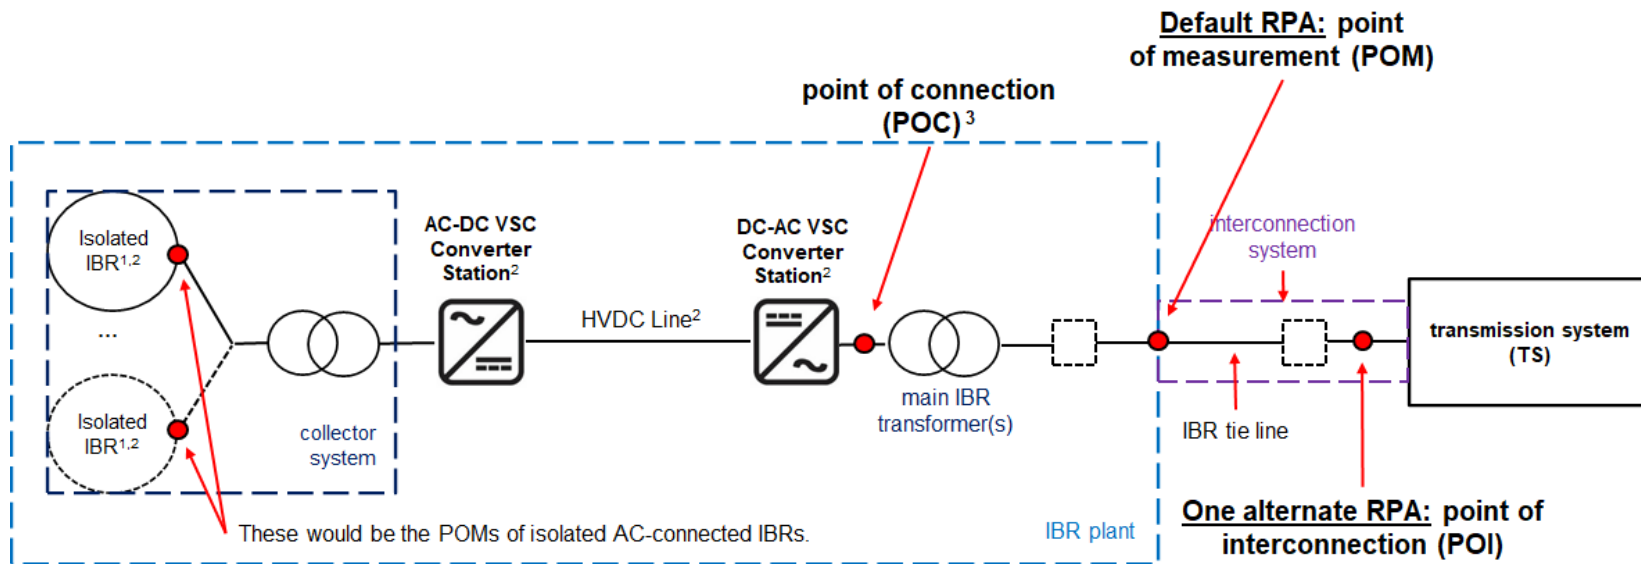 Default RPA: point
of measurement (POM)
point of connection
(POC) 3
Isolated
IBR1,2
...
Isolated
IBR1,2
collector
system
AC-DC VSC
Converter
Station2
HVDC Line2
DC-AC VSC
Converter
Station2
main IBR
transformer(s)
interconnection
system
IBR tie line
transmission system
(TS)
These would be the POMs of isolated AC-connected IBRs.
IBR plant
One alternate RPA: point of
interconnection (POI)